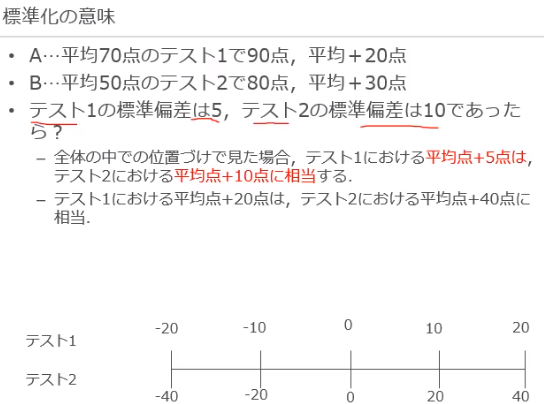 標準化の意味
• A…平均70点のテスト1で90点，平均＋20点
• B…平均50点のテスト2で80点，平均＋30点
• テスト1の標準偏差は5，テスト2の標準偏差は10であった
ら？
– 全体の中での位置づけで見た場合，テスト1における平均点+5点は，
テスト2における平均点+10点に相当する．
– テスト1における平均点+20点は，テスト2における平均点+40点に
相当．
-20 -10 0 10 20
テスト1
テスト2
-40 -20 0 20 40